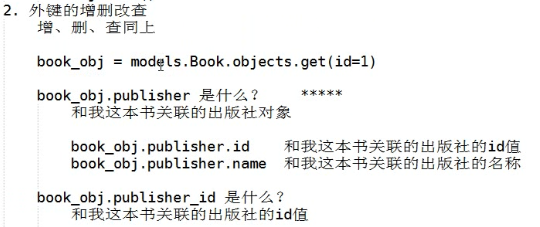 2. 外键的增删改查
增、删、查同上
book_obj = models.Book.objects.get(id=1)
book_obj.publisher 是什么? *****
和我这本书关联的出版社对象
book_obj.publisher.id 和我这本书关联的出版社的id值
book_obj.publisher.name 和我这本书关联的出版社的名称
book_obj.publisher_id 是什么?
和我这本书关联的出版社的id值